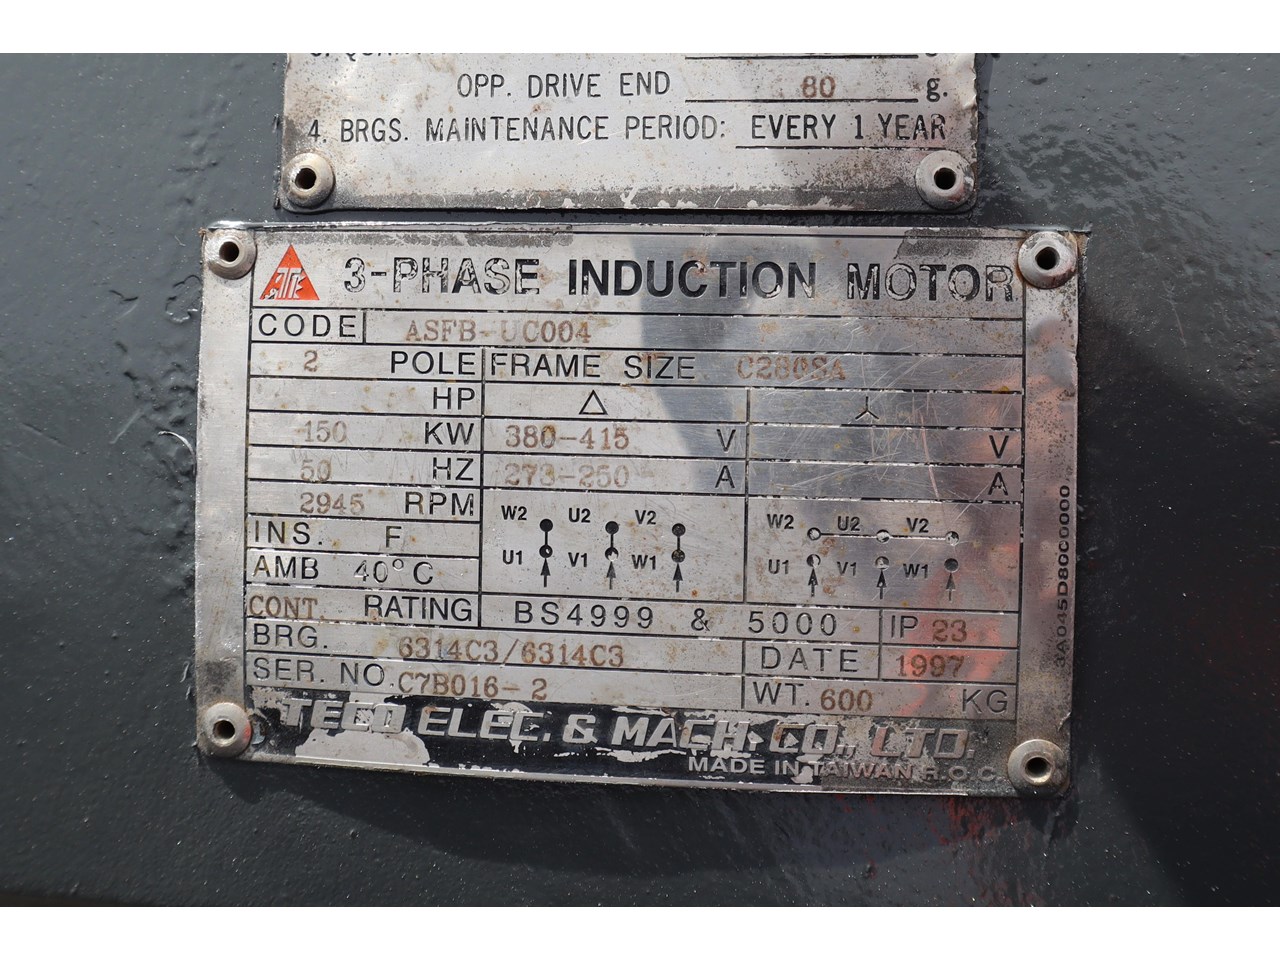 OPP. DRIVE END 80 g.
4. BRGS. MAINTENANCE PERIOD: EVERY 1 YEAR
3-PHASE INDUCTION MOTOR
CODE ASFB-UC004
2 POLE FRAME SIZE C280SA
HP △ 人
150 KW 380-415 V V
50 HZ 273-250 A A
2945 RPM
W2 U2 V2 W2 U2 V2
INS. F
U1 V1 W1 U1 V1 W1
AMB 40°C
CONT. RATING BS4999 & 5000 IP 23
BRG. 6314C3/6314C3 DATE 1997
SER. NO. C7B016-2 WT. 600 KG
TECO ELEC. & MACH. CO., LTD.
MADE IN TAIWAN R.O.C.
3A045D80C0000